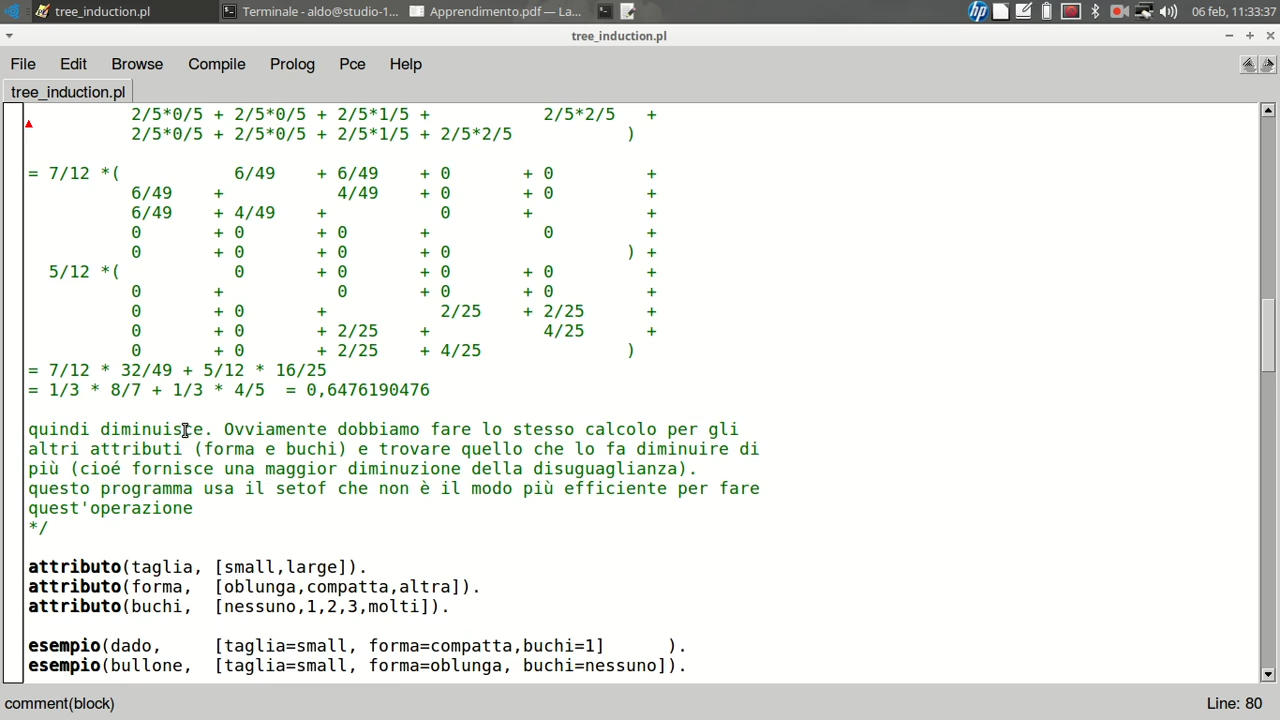 tree_induction.pl Terminale - aldo@studio-1... Apprendimento.pdf — La... 06 feb, 11:33:37
tree_induction.pl
File Edit Browse Compile Prolog Pce Help
tree_induction.pl
2/5*0/5 + 2/5*0/5 + 2/5*1/5 + 2/5*2/5 +
2/5*0/5 + 2/5*0/5 + 2/5*1/5 + 2/5*2/5 )
= 7/12 *( 6/49 + 6/49 + 0 + 0 +
6/49 + 4/49 + 0 + 0 +
6/49 + 4/49 + 0 + +
0 + 0 + 0 + 0 +
0 + 0 + 0 + 0 ) +
5/12 *( 0 + 0 + 0 + 0 +
0 + 0 + 0 + 0 +
0 + 0 + 2/25 + 2/25 +
0 + 0 + 2/25 + 4/25 +
0 + 0 + 2/25 + 4/25 )
= 7/12 * 32/49 + 5/12 * 16/25
= 1/3 * 8/7 + 1/3 * 4/5 = 0,6476190476
quindi diminuisce. Ovviamente dobbiamo fare lo stesso calcolo per gli
altri attributi (forma e buchi) e trovare quello che lo fa diminuire di
più (cioé fornisce una maggior diminuzione della disuguaglianza).
questo programma usa il setof che non è il modo più efficiente per fare
quest'operazione
*/
attributo(taglia, [small,large]).
attributo(forma, [oblunga,compatta,altra]).
attributo(buchi, [nessuno,1,2,3,molti]).
esempio(dado, [taglia=small, forma=compatta,buchi=1] ).
esempio(bullone, [taglia=small, forma=oblunga, buchi=nessuno]).
comment(block) Line: 80